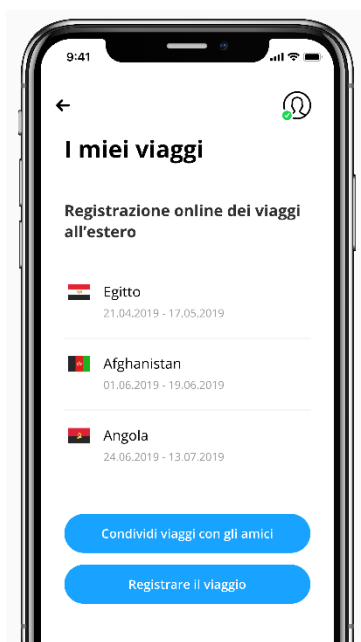 9:41
I miei viaggi
Registrazione online dei viaggi
all'estero
Egitto
21.04.2019 - 17.05.2019
Afghanistan
01.06.2019 - 19.06.2019
Angola
24.06.2019 - 13.07.2019
Condividi viaggi con gli amici
Registrare il viaggio